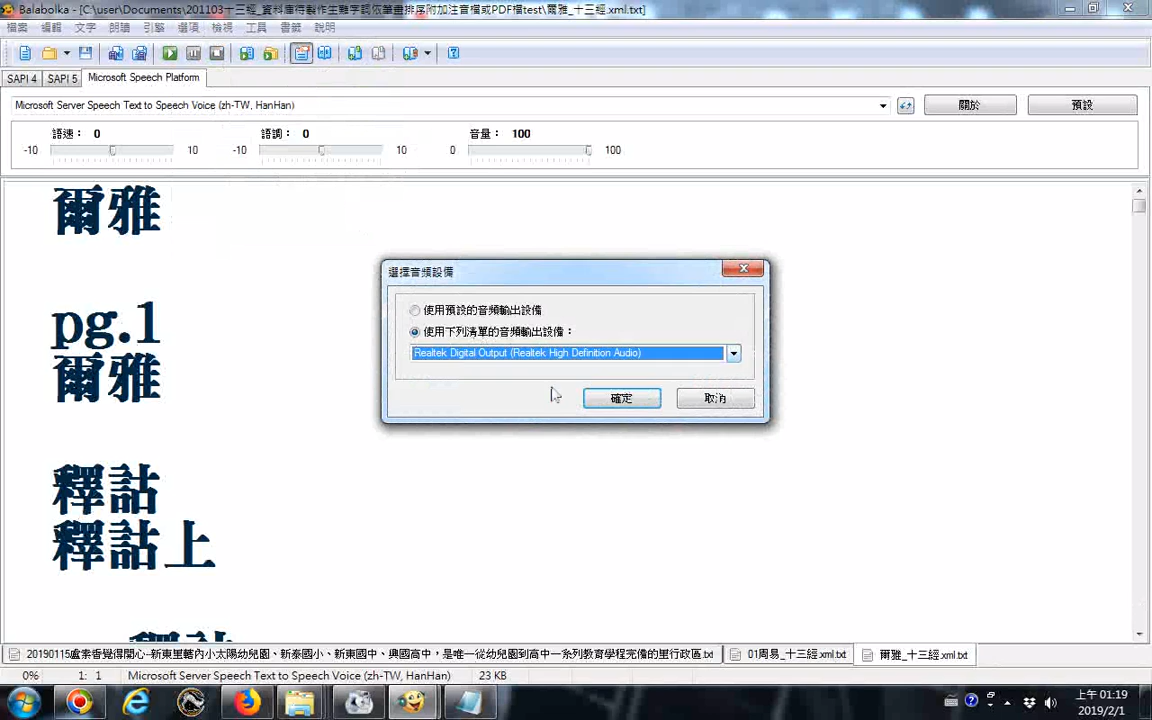 Balabolka - [C:\user\Documents\201103十三經_資料庫待製作生難字詞依筆畫排序附加注音檔或PDF檔test\爾雅_十三經.xml.txt]
檔案 編輯 文字 朗讀 引擎 選項 檢視 工具 書籤 說明
SAPI 4 SAPI 5 Microsoft Speech Platform
Microsoft Server Speech Text to Speech Voice (zh-TW, HanHan) 關於 預設
語速： 0 語調： 0 音量： 100
-10 10 -10 10 0 100
爾雅
選擇音頻設備
使用預設的音頻輸出設備
pg.1
使用下列清單的音頻輸出設備：
Realtek Digital Output (Realtek High Definition Audio)
爾雅
確定 取消
釋詁
釋詁上
釋詁
20190115盧素香覺得開心--新東里轄內小太陽幼兒園、新泰國小、新東國中、興國高中，是唯一從幼兒園到高中一系列教育學程完備的里行政區.txt 01周易_十三經.xml.txt 爾雅_十三經.xml.txt
0% 1: 1 Microsoft Server Speech Text to Speech Voice (zh-TW, HanHan) 23 KB
上午 01:19
2019/2/1